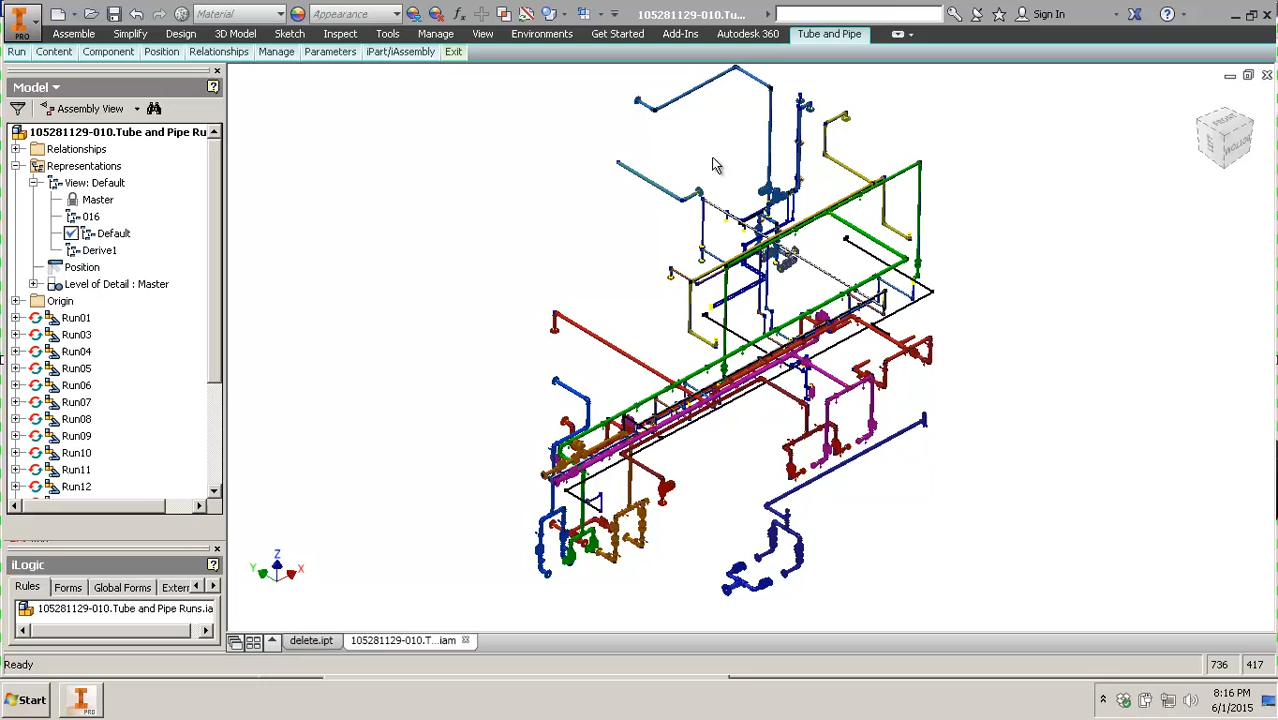 Material
Appearance
105281129-010.Tu...
Sign In
PRO
Assemble Simplify Design 3D Model Sketch Inspect Tools Manage View Environments Get Started Add-Ins Autodesk 360 Tube and Pipe
Run Content Component Position Relationships Manage Parameters iPart/iAssembly Exit
Model
Assembly View
105281129-010.Tube and Pipe Rur
Relationships
Representations
View: Default
Master
016
Default
Derive1
Position
Level of Detail : Master
Origin
Run01
Run03
Run04
Run05
Run06
Run07
Run08
Run09
Run10
Run11
Run12
iLogic
Rules Forms Global Forms Exterr
105281129-010.Tube and Pipe Runs.ia
FRONT
BOTTOM
Z
Y
X
delete.ipt
105281129-010.T...iam
Ready
736 417
Start
PRO
8:16 PM
6/1/2015